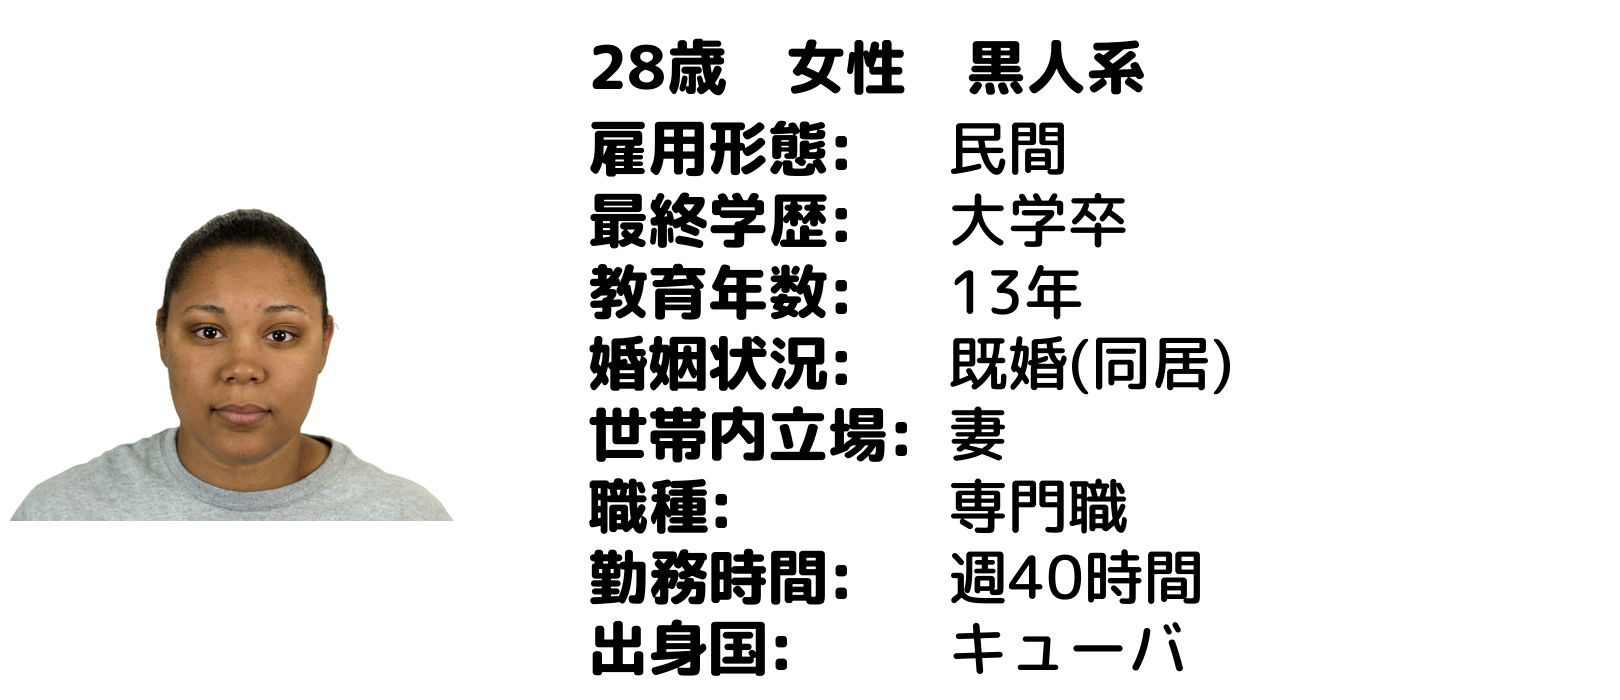 28歳　女性　黒人系
雇用形態:　民間
最終学歴:　大学卒
教育年数:　13年
婚姻状況:　既婚(同居)
世帯内立場:　妻
職種:　専門職
勤務時間:　週40時間
出身国:　キューバ